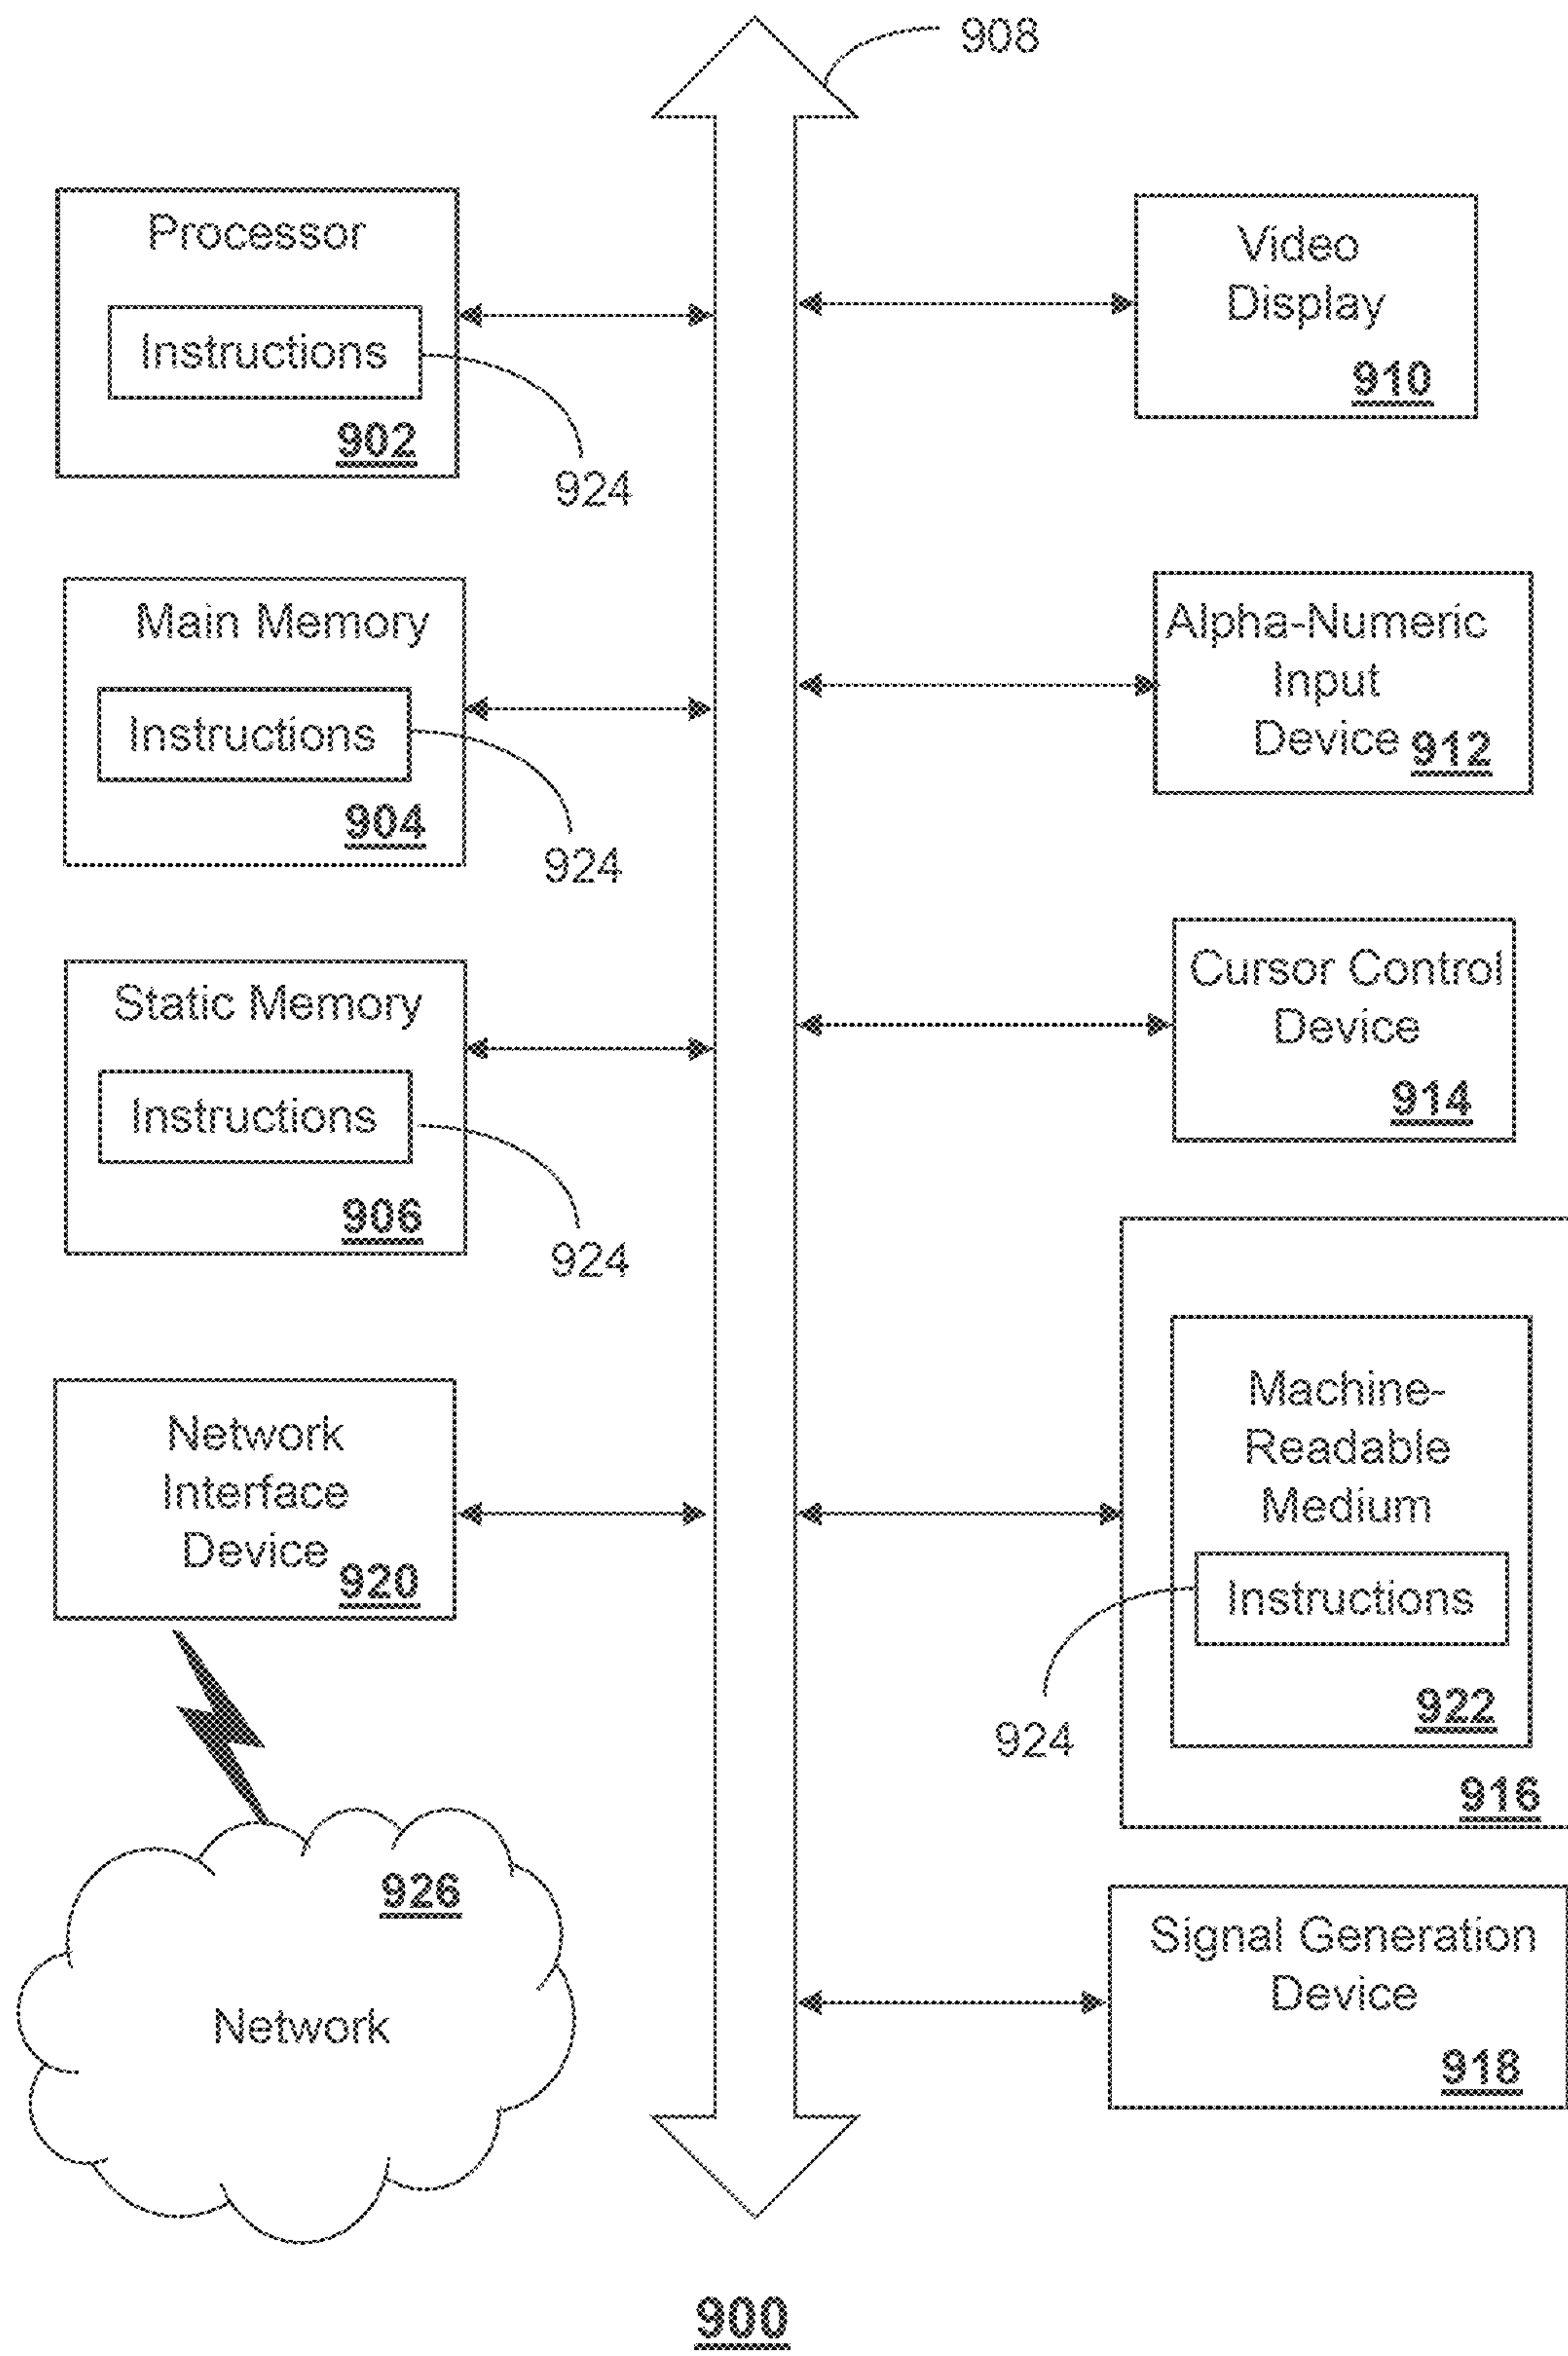 908
Processor
Instructions
902
924
Main Memory
Instructions
904
924
Static Memory
Instructions
906
924
Network
Interface
Device
920
926
Network
Video
Display
910
Alpha-Numeric
Input
Device
912
Cursor Control
Device
914
Machine-
Readable
Medium
Instructions
924
922
916
Signal Generation
Device
918
900